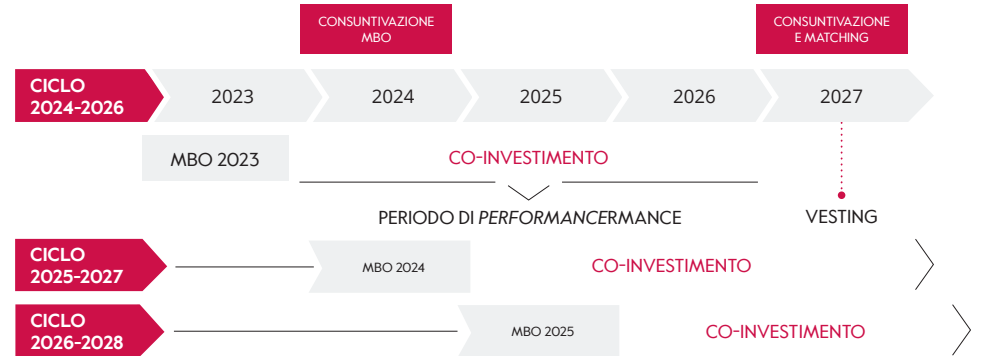 CONSUNTIVAZIONE
MBO
CONSUNTIVAZIONE
E MATCHING
CICLO
2024-2026
2023
2024
2025
2026
2027
MBO 2023
CO-INVESTIMENTO
PERIODO DI PERFORMANCERMANCE
VESTING
CICLO
2025-2027
MBO 2024
CO-INVESTIMENTO
CICLO
2026-2028
MBO 2025
CO-INVESTIMENTO